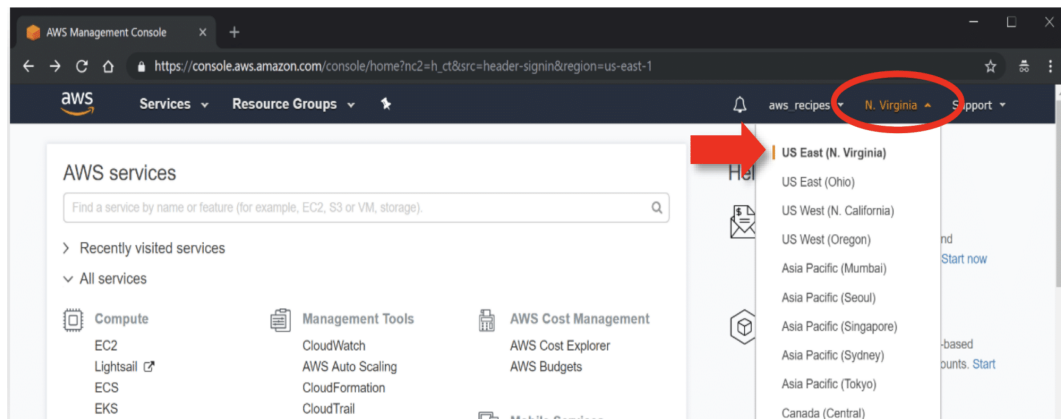 AWS Management Console
https://console.aws.amazon.com/console/home?nc2=h_ct&src=header-signin&region=us-east-1
aws Services Resource Groups aws_recipes N. Virginia Support
AWS services
Find a service by name or feature (for example, EC2, S3 or VM, storage).
Recently visited services
All services
Compute
EC2
Lightsail
ECS
EKS
Management Tools
CloudWatch
AWS Auto Scaling
CloudFormation
CloudTrail
AWS Cost Management
AWS Cost Explorer
AWS Budgets
Mobile Services
US East (N. Virginia)
US East (Ohio)
US West (N. California)
US West (Oregon)
Asia Pacific (Mumbai)
Asia Pacific (Seoul)
Asia Pacific (Singapore)
Asia Pacific (Sydney)
Asia Pacific (Tokyo)
Canada (Central)
Start now
-based
Start